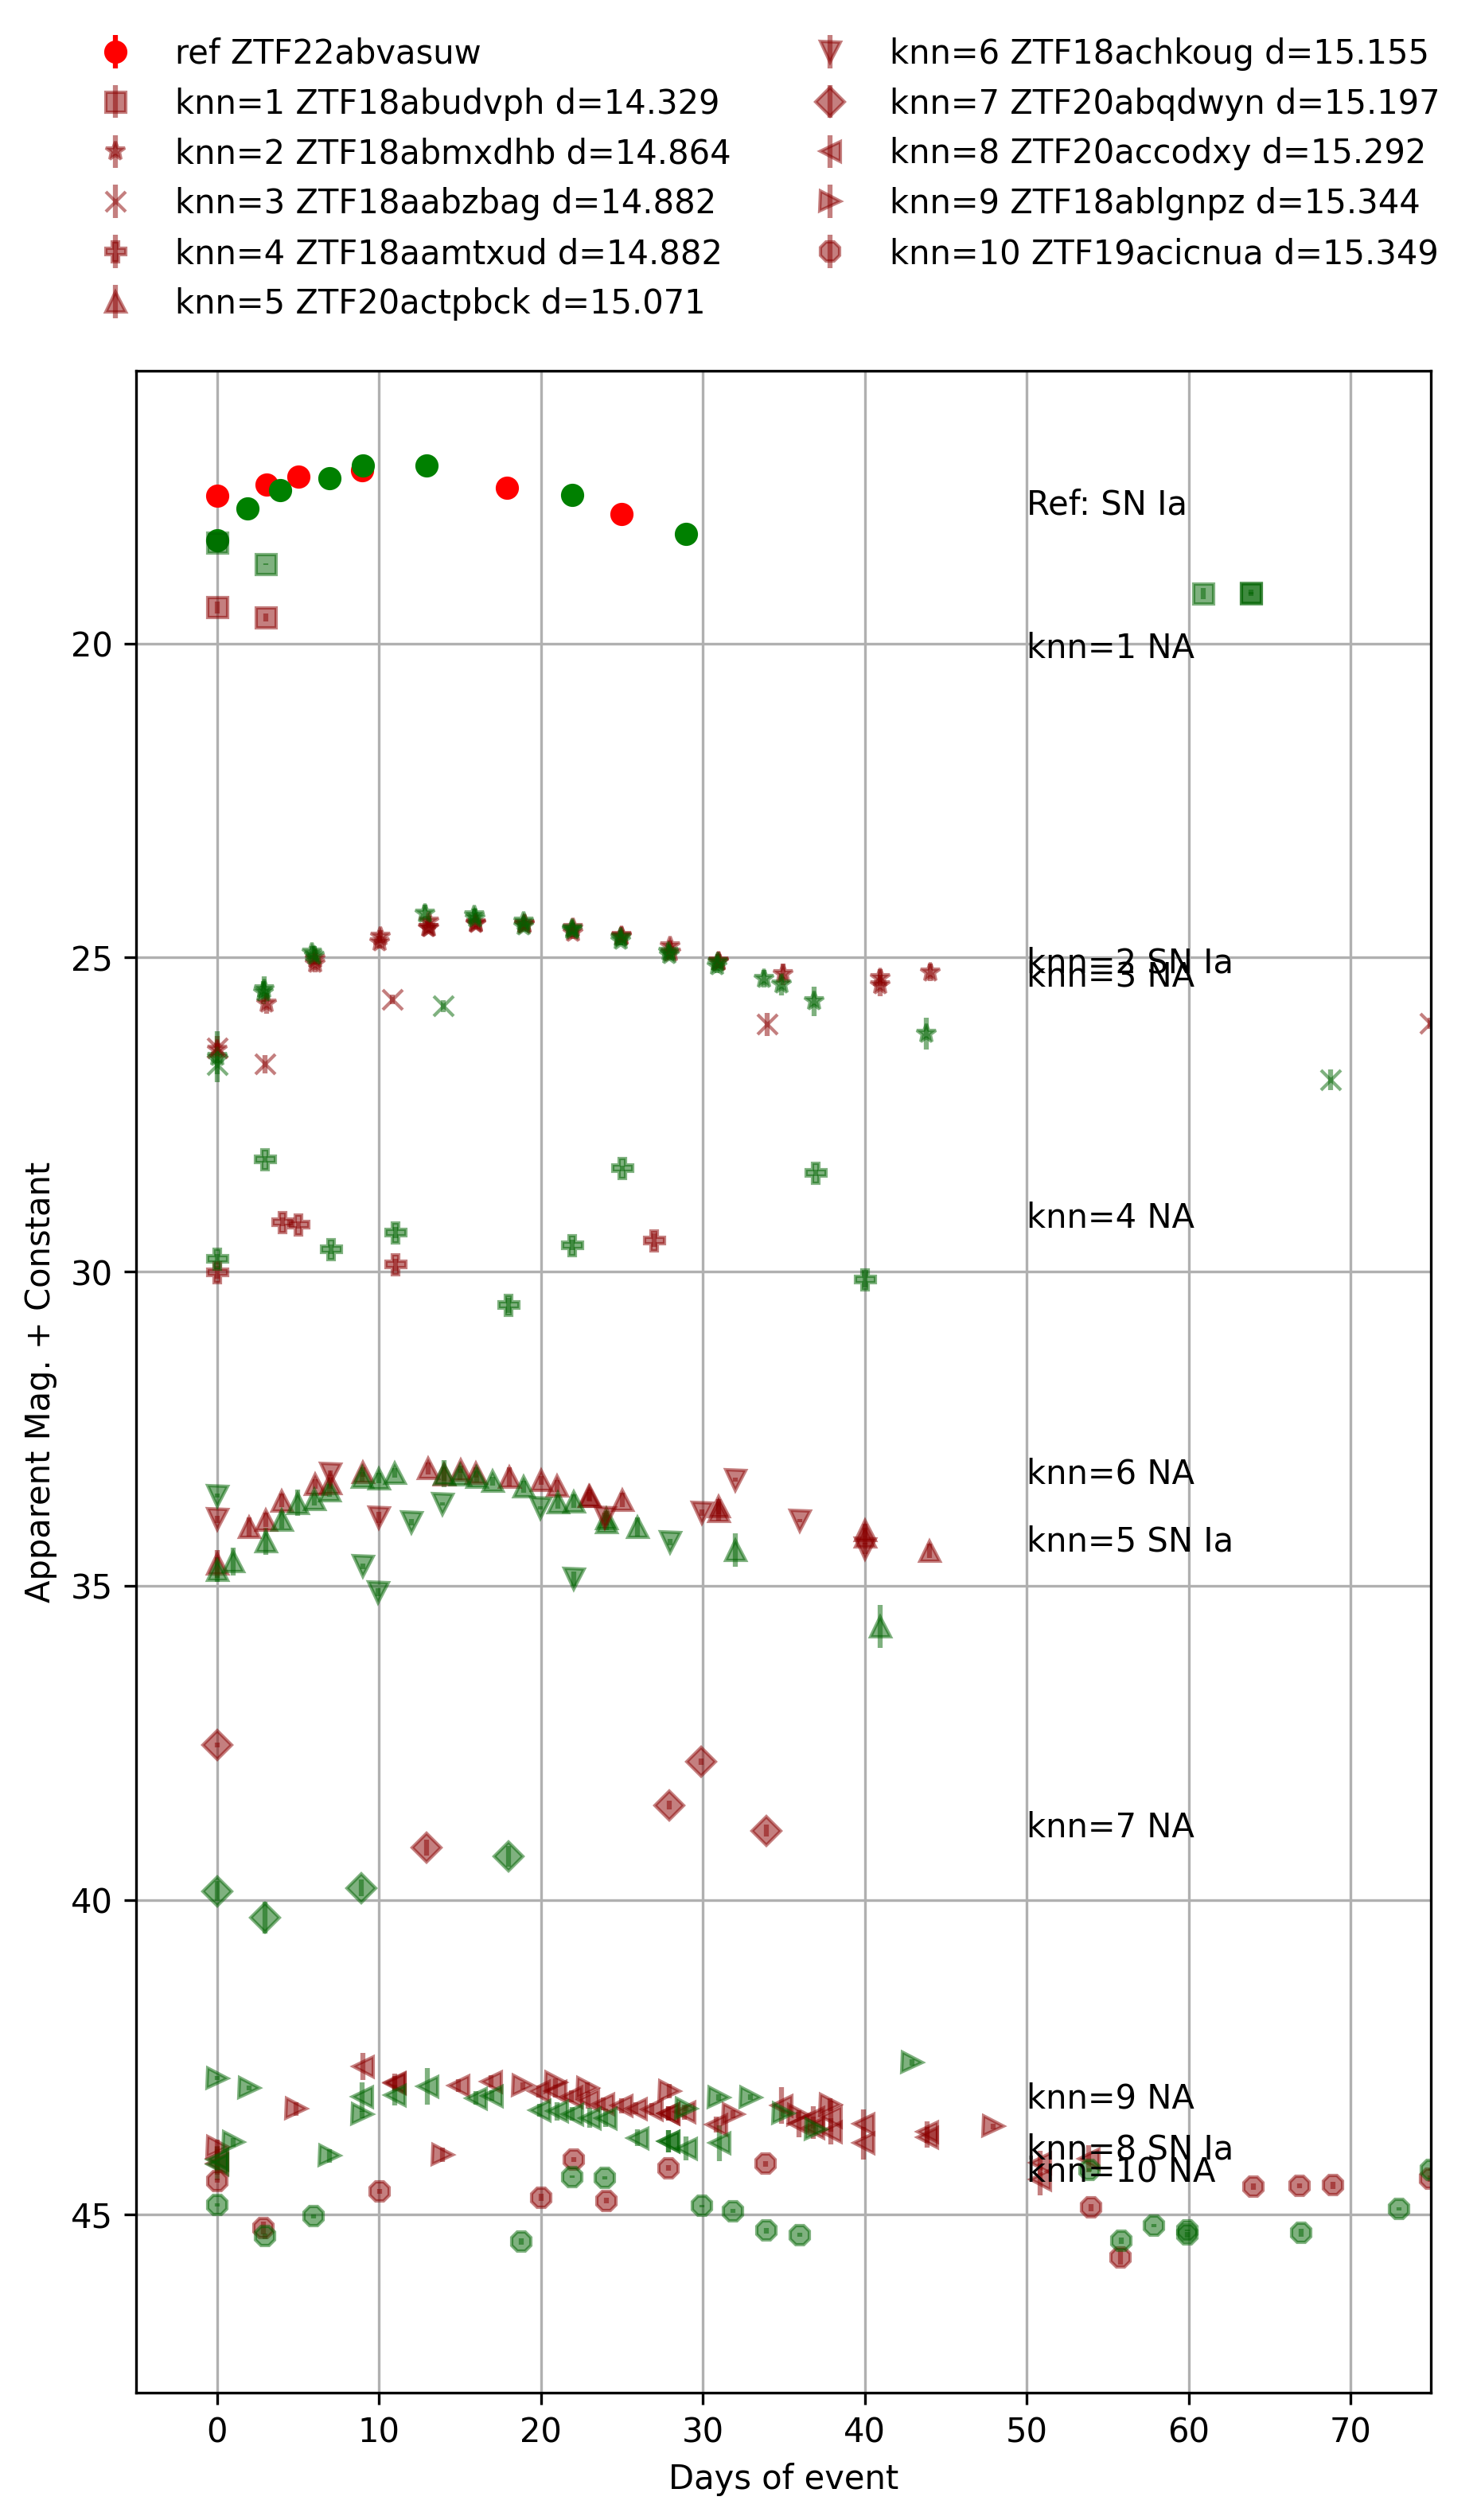 ref ZTF22abvasuw
knn=1 ZTF18abudvph d=14.329
knn=2 ZTF18abmxdhb d=14.864
knn=3 ZTF18aabzbag d=14.882
knn=4 ZTF18aamtxud d=14.882
knn=5 ZTF20actpbck d=15.071
knn=6 ZTF18achkoug d=15.155
knn=7 ZTF20abqdwyn d=15.197
knn=8 ZTF20accodxy d=15.292
knn=9 ZTF18ablgnpz d=15.344
knn=10 ZTF19acicnua d=15.349
Ref: SN Ia
20
knn=1 NA
25
knn=2 SN Ia
knn=3 NA
knn=4 NA
30
knn=6 NA
knn=5 SN Ia
35
knn=7 NA
40
knn=9 NA
knn=8 SN Ia
knn=10 NA
45
Apparent Mag. + Constant
0 10 20 30 40 50 60 70
Days of event